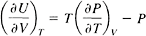 (∂U/∂V)_T = T(∂P/∂T)_V − P